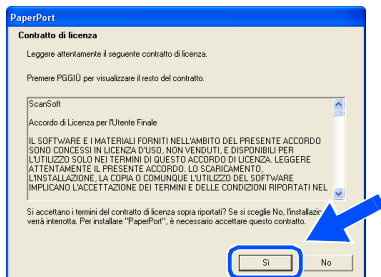 PaperPort
Contratto di licenza
Leggere attentamente il seguente contratto di licenza.
Premere PGGIÙ per visualizzare il resto del contratto.
ScanSoft
Accordo di Licenza per l'Utente Finale
IL SOFTWARE E I MATERIALI FORNITI NELL'AMBITO DEL PRESENTE ACCORDO
SONO CONCESSI IN LICENZA D'USO, NON VENDUTI, E DISPONIBILI PER
L'UTILIZZO SOLO NEI TERMINI DI QUESTO ACCORDO DI LICENZA. LEGGERE
ATTENTAMENTE IL PRESENTE ACCORDO. LO SCARICAMENTO,
L'INSTALLAZIONE, LA COPIA O COMUNQUE L'UTILIZZO DEL SOFTWARE
IMPLICANO L'ACCETTAZIONE DEI TERMINI E DELLE CONDIZIONI RIPORTATI NEL
Si accettano i termini del contratto di licenza sopra riportati? Se si sceglie No, l'installazio
verrà interrotta. Per installare "PaperPort", è necessario accettare questo contratto.
Sì
No